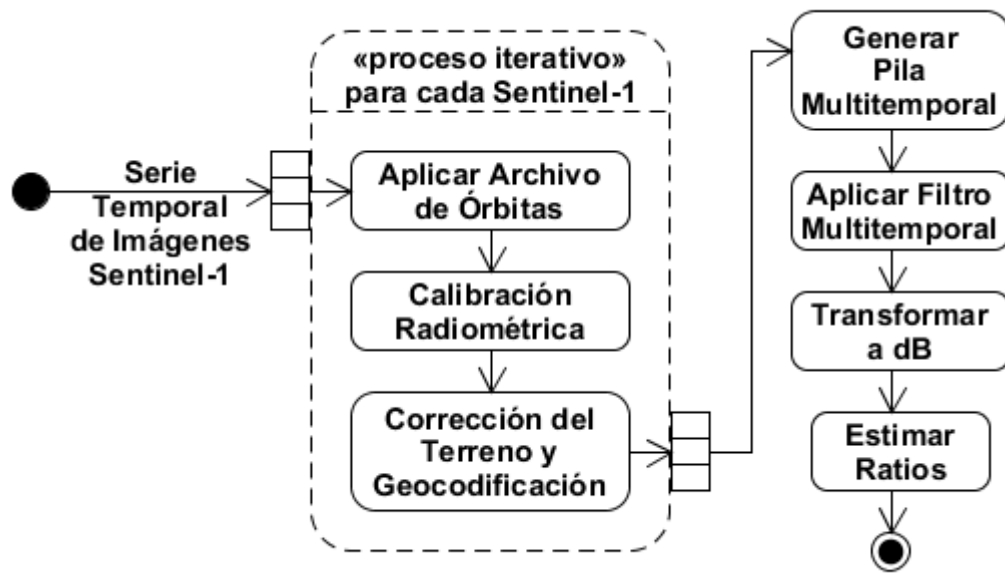 Serie
Temporal
de Imágenes
Sentinel-1
«proceso iterativo»
para cada Sentinel-1
Aplicar Archivo
de Órbitas
Calibración
Radiométrica
Corrección del
Terreno y
Geocodificación
Generar
Pila
Multitemporal
Aplicar Filtro
Multitemporal
Transformar
a dB
Estimar
Ratios